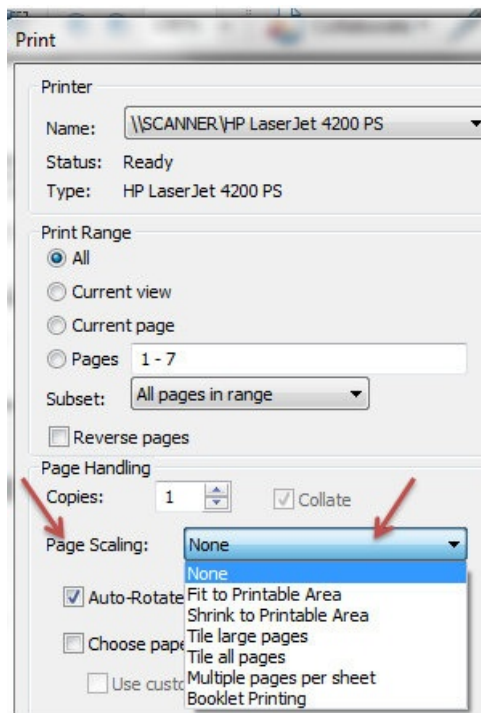 Print
Printer
Name: \\SCANNER\HP LaserJet 4200 PS
Status: Ready
Type: HP LaserJet 4200 PS
Print Range
All
Current view
Current page
Pages 1 - 7
Subset: All pages in range
Reverse pages
Page Handling
Copies: 1 Collate
Page Scaling: None
None
Auto-Rotate Fit to Printable Area
Shrink to Printable Area
Tile large pages
Choose Tile all pages
Multiple pages per sheet
Use Booklet Printing